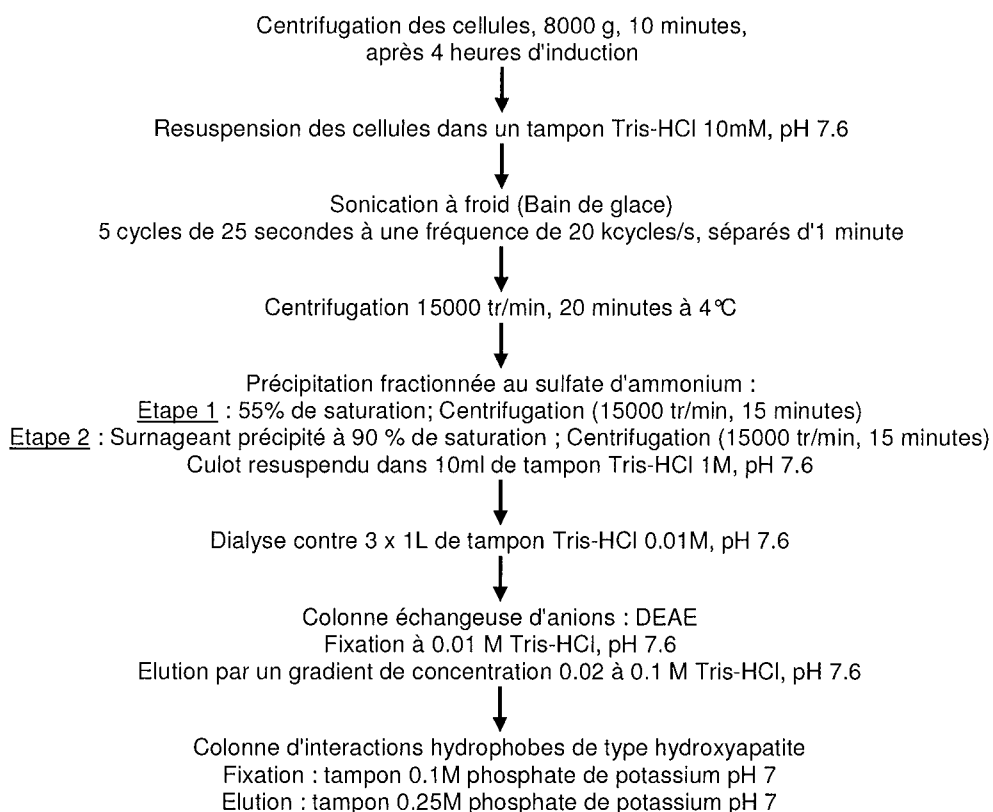 Centrifugation des cellules, 8000 g, 10 minutes,
après 4 heures d'induction
Resuspension des cellules dans un tampon Tris-HCl 10mM, pH 7.6
Sonication à froid (Bain de glace)
5 cycles de 25 secondes à une fréquence de 20 kcycles/s, séparés d'1 minute
Centrifugation 15000 tr/min, 20 minutes à 4°C
Précipitation fractionnée au sulfate d'ammonium :
Etape 1 : 55% de saturation; Centrifugation (15000 tr/min, 15 minutes)
Etape 2 : Surnageant précipité à 90 % de saturation ; Centrifugation (15000 tr/min, 15 minutes)
Culot resuspendu dans 10ml de tampon Tris-HCl 1M, pH 7.6
Dialyse contre 3 x 1L de tampon Tris-HCl 0.01M, pH 7.6
Colonne échangeuse d'anions : DEAE
Fixation à 0.01 M Tris-HCl, pH 7.6
Elution par un gradient de concentration 0.02 à 0.1 M Tris-HCl, pH 7.6
Colonne d'interactions hydrophobes de type hydroxyapatite
Fixation : tampon 0.1M phosphate de potassium pH 7
Elution : tampon 0.25M phosphate de potassium pH 7